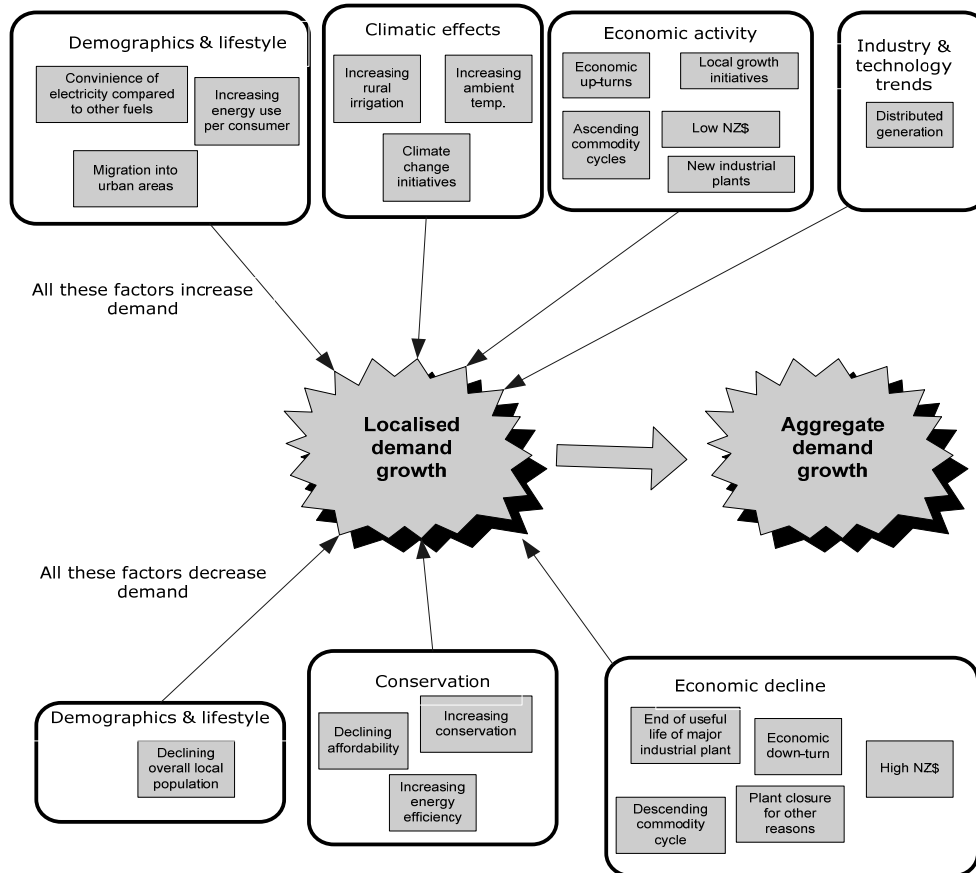 Demographics & lifestyle
Convinience of
electricity compared
to other fuels
Increasing
energy use
per consumer
Migration into
urban areas
Climatic effects
Increasing
rural
irrigation
Increasing
ambient
temp.
Climate
change
initiatives
Economic activity
Economic
up-turns
Local growth
initiatives
Ascending
commodity
cycles
Low NZ$
New industrial
plants
Industry &
technology
trends
Distributed
generation
All these factors increase
demand
Localised
demand
growth
Aggregate
demand
growth
All these factors decrease
demand
Demographics & lifestyle
Declining
overall local
population
Conservation
Declining
affordability
Increasing
conservation
Increasing
energy
efficiency
Economic decline
End of useful
life of major
industrial plant
Economic
down-turn
High NZ$
Descending
commodity
cycle
Plant closure
for other
reasons